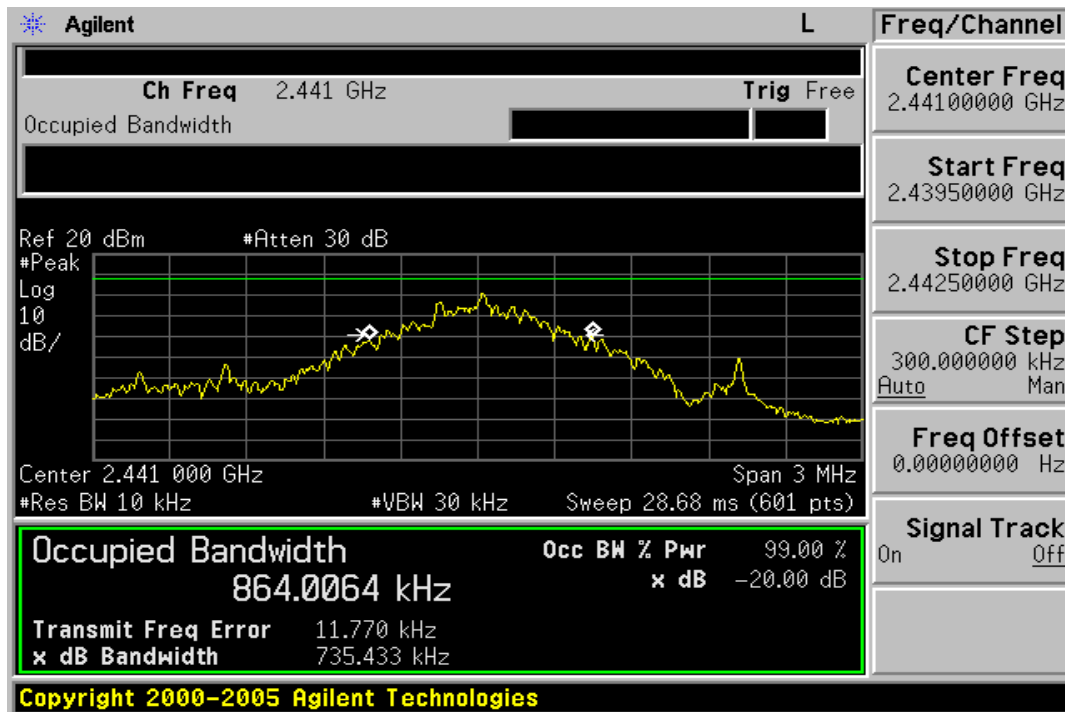 Agilent
L
Freq/Channel
Ch Freq 2.441 GHz
Trig Free
Occupied Bandwidth
Center Freq
2.44100000 GHz
Start Freq
2.43950000 GHz
Stop Freq
2.44250000 GHz
CF Step
300.000000 kHz
Auto Man
Freq Offset
0.00000000 Hz
Signal Track
On Off
Ref 20 dBm
#Atten 30 dB
#Peak
Log
10
dB/
Center 2.441 000 GHz
Span 3 MHz
#Res BW 10 kHz
#VBW 30 kHz
Sweep 28.68 ms (601 pts)
Occupied Bandwidth
864.0064 kHz
Occ BW % Pwr 99.00 %
x dB -20.00 dB
Transmit Freq Error 11.770 kHz
x dB Bandwidth 735.433 kHz
Copyright 2000-2005 Agilent Technologies